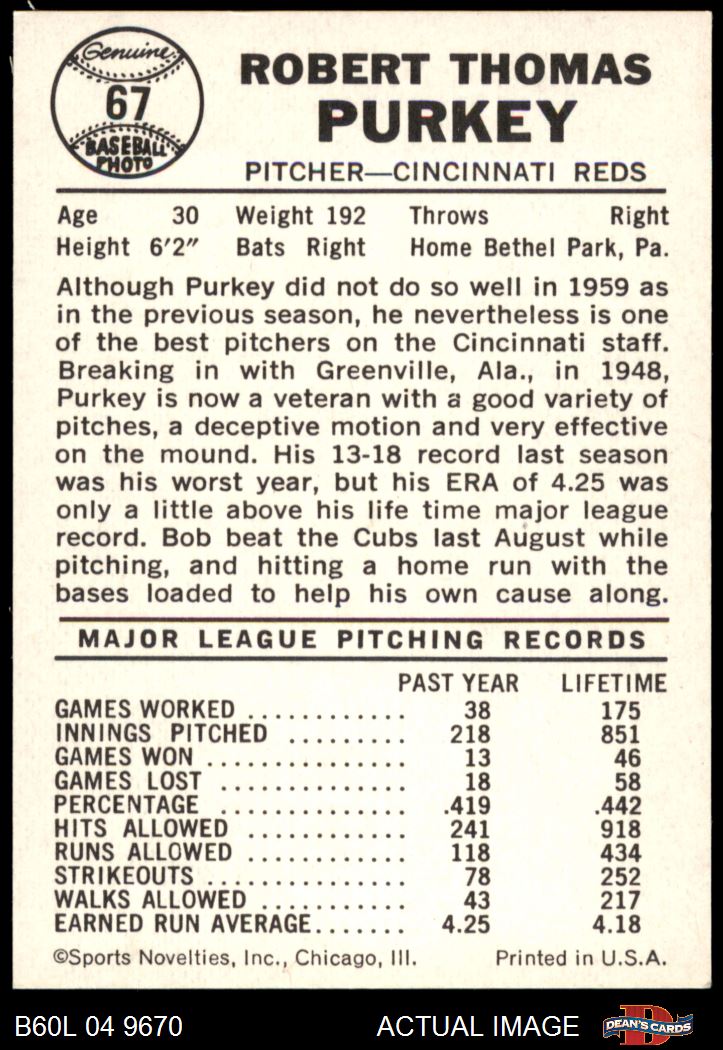 Genuine
67
BASEBALL
PHOTO
ROBERT THOMAS
PURKEY
PITCHER—CINCINNATI REDS
Age 30 Weight 192 Throws Right
Height 6'2" Bats Right Home Bethel Park, Pa.
Although Purkey did not do so well in 1959 as
in the previous season, he nevertheless is one
of the best pitchers on the Cincinnati staff.
Breaking in with Greenville, Ala., in 1948,
Purkey is now a veteran with a good variety of
pitches, a deceptive motion and very effective
on the mound. His 13-18 record last season
was his worst year, but his ERA of 4.25 was
only a little above his life time major league
record. Bob beat the Cubs last August while
pitching, and hitting a home run with the
bases loaded to help his own cause along.
MAJOR LEAGUE PITCHING RECORDS
PAST YEAR LIFETIME
GAMES WORKED ............. 38 175
INNINGS PITCHED ......... 218 851
GAMES WON ................ 13 46
GAMES LOST .............. 18 58
PERCENTAGE .............. .419 .442
HITS ALLOWED ............ 241 918
RUNS ALLOWED ............ 118 434
STRIKEOUTS ............... 78 252
WALKS ALLOWED ........... 43 217
EARNED RUN AVERAGE....... 4.25 4.18
©Sports Novelties, Inc., Chicago, Ill. Printed in U.S.A.
B60L 04 9670 ACTUAL IMAGE D DEAN'S CARDS